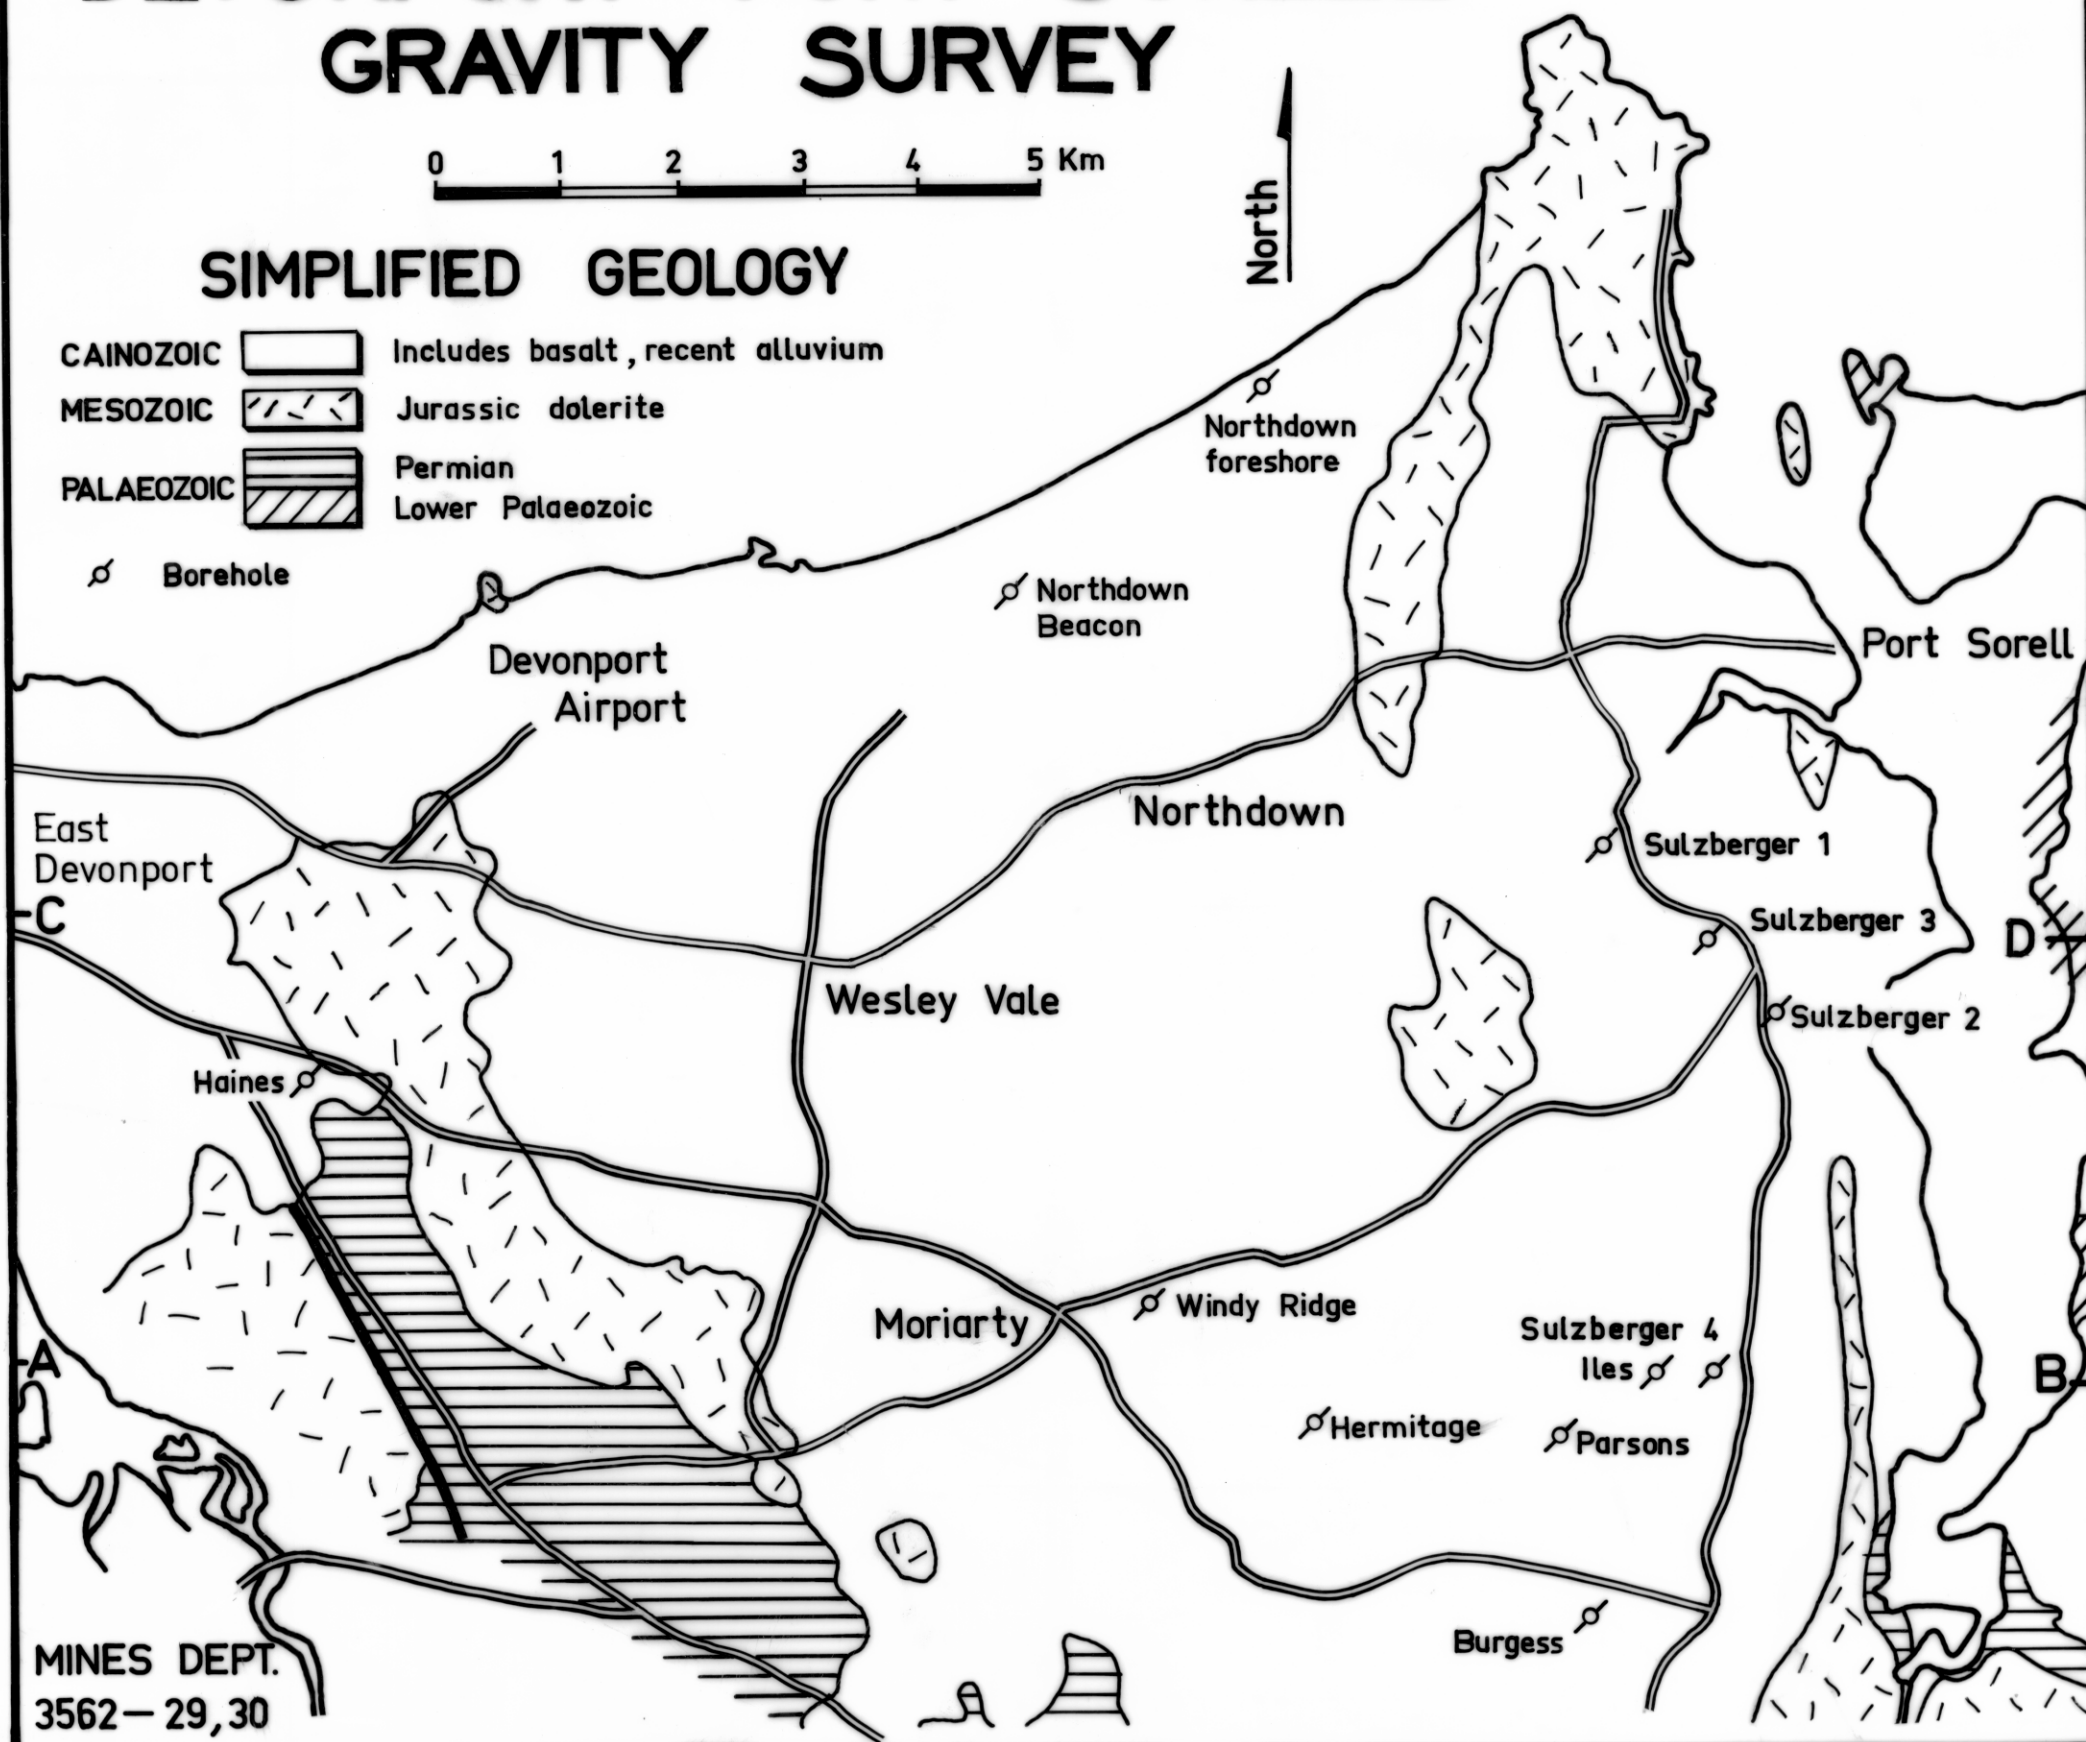 GRAVITY SURVEY
0 1 2 3 4 5 Km
North
SIMPLIFIED GEOLOGY
CAINOZOIC Includes basalt, recent alluvium
MESOZOIC Jurassic dolerite
PALAEOZOIC
Permian
Lower Palaeozoic
Borehole
Northdown
foreshore
Northdown
Beacon
Devonport
Airport
Port Sorell
East
Devonport
Northdown
Sulzberger 1
C
Sulzberger 3
D
Wesley Vale
Sulzberger 2
Haines
Moriarty
Windy Ridge
Sulzberger 4
Iles
A
B
Hermitage
Parsons
Burgess
MINES DEPT.
3562-29,30